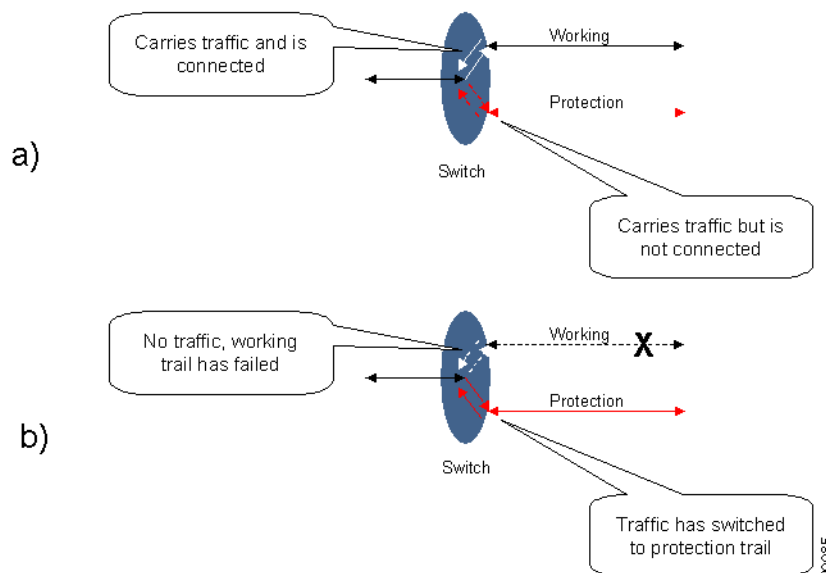 Carries traffic and is
connected
Working
Protection
a)
Switch
Carries traffic but is
not connected
No traffic, working
trail has failed
Working
X
Protection
b)
Switch
Traffic has switched
to protection trail